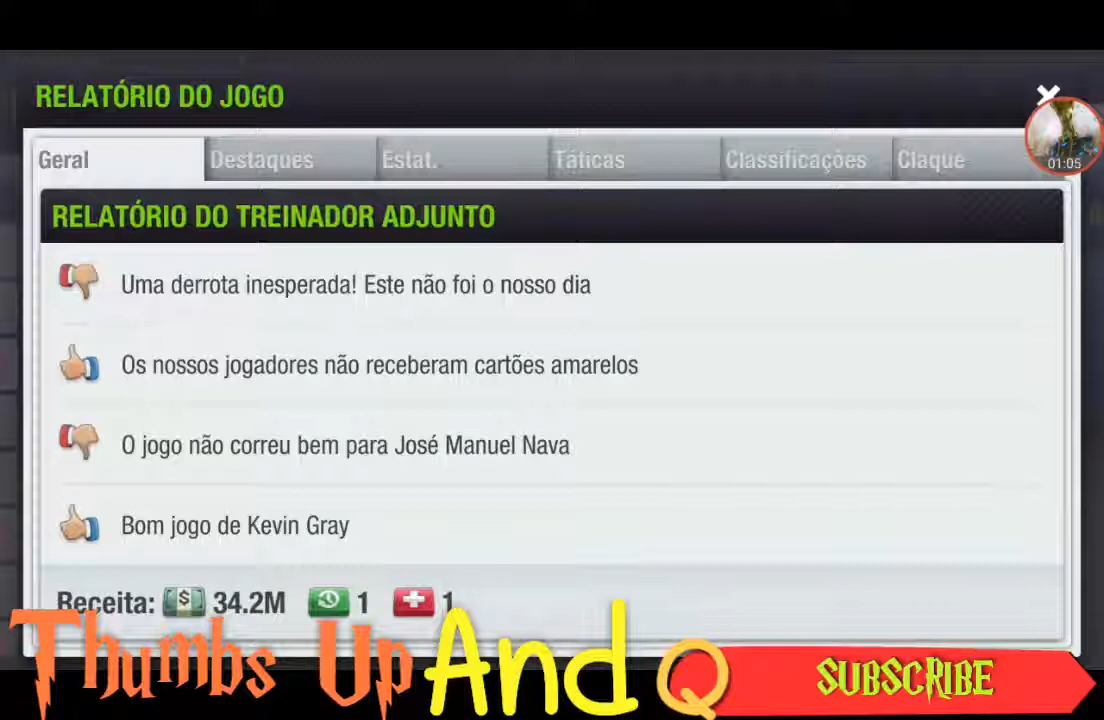 RELATÓRIO DO JOGO
01:05
Geral Destaques Estat. Táticas Classificações Claque
RELATÓRIO DO TREINADOR ADJUNTO
Uma derrota inesperada! Este não foi o nosso dia
Os nossos jogadores não receberam cartões amarelos
O jogo não correu bem para José Manuel Nava
Bom jogo de Kevin Gray
Receita: $ 34.2M 1 1
Thumbs Up And Q SUBSCRIBE